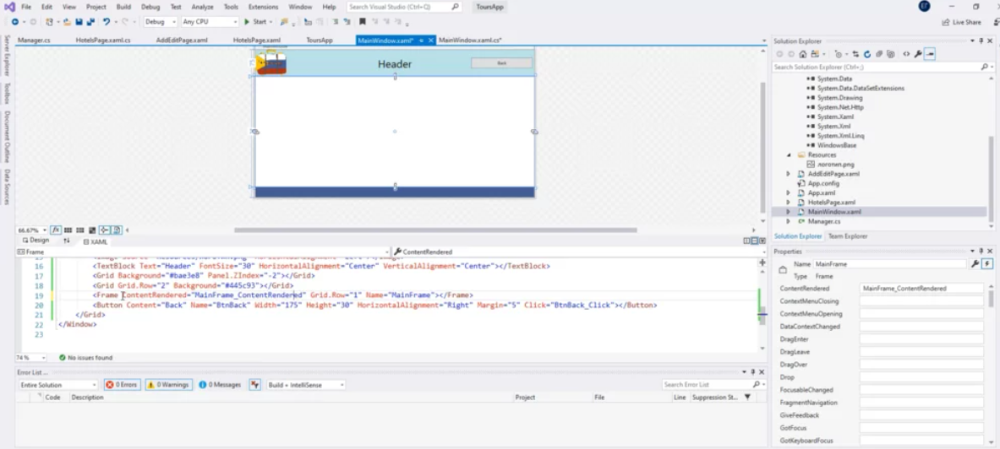 File Edit View Git Project Build Debug Test Analyze Tools Extensions Window Help Search Visual Studio (Ctrl+Q) ToursApp
Debug Any CPU Start Live Share
Manager.cs HotelsPage.xaml.cs AddEditPage.xaml HotelsPage.xaml ToursApp MainWindow.xaml* MainWindow.xaml.cs*
Server Explorer
Toolbox
Document Outline
Data Sources
Header
Back
66.67%
Design XAML
Frame ContentRendered
16 <TextBlock Text="Header" FontSize="30" HorizontalAlignment="Center" VerticalAlignment="Center"></TextBlock>
17 <Grid Background="#bae3e8" Panel.ZIndex="-2"></Grid>
18 <Grid Grid.Row="2" Background="#445c93"></Grid>
19 <Frame ContentRendered="MainFrame_ContentRendered" Grid.Row="1" Name="MainFrame"></Frame>
20 <Button Content="Back" Name="BtnBack" Width="175" Height="30" HorizontalAlignment="Right" Margin="5" Click="BtnBack_Click"></Button>
21 </Grid>
22 </Window>
23
74 % No issues found
Error List ...
Entire Solution 0 Errors 0 Warnings 0 Messages Build + IntelliSense Search Error List
Code Description Project File Line Suppression St...
Solution Explorer
Search Solution Explorer (Ctrl+;)
System.Data
System.Data.DataSetExtensions
System.Drawing
System.Net.Http
System.Xaml
System.Xml
System.Xml.Linq
WindowsBase
Resources
логотип.png
AddEditPage.xaml
App.config
App.xaml
HotelsPage.xaml
MainWindow.xaml
Manager.cs
Solution Explorer Team Explorer
Properties
Name MainFrame
Type Frame
ContentRendered MainFrame_ContentRendered
ContextMenuClosing
ContextMenuOpening
DataContextChanged
DragEnter
DragLeave
DragOver
Drop
FocusableChanged
FragmentNavigation
GiveFeedback
GotFocus
GotKeyboardFocus